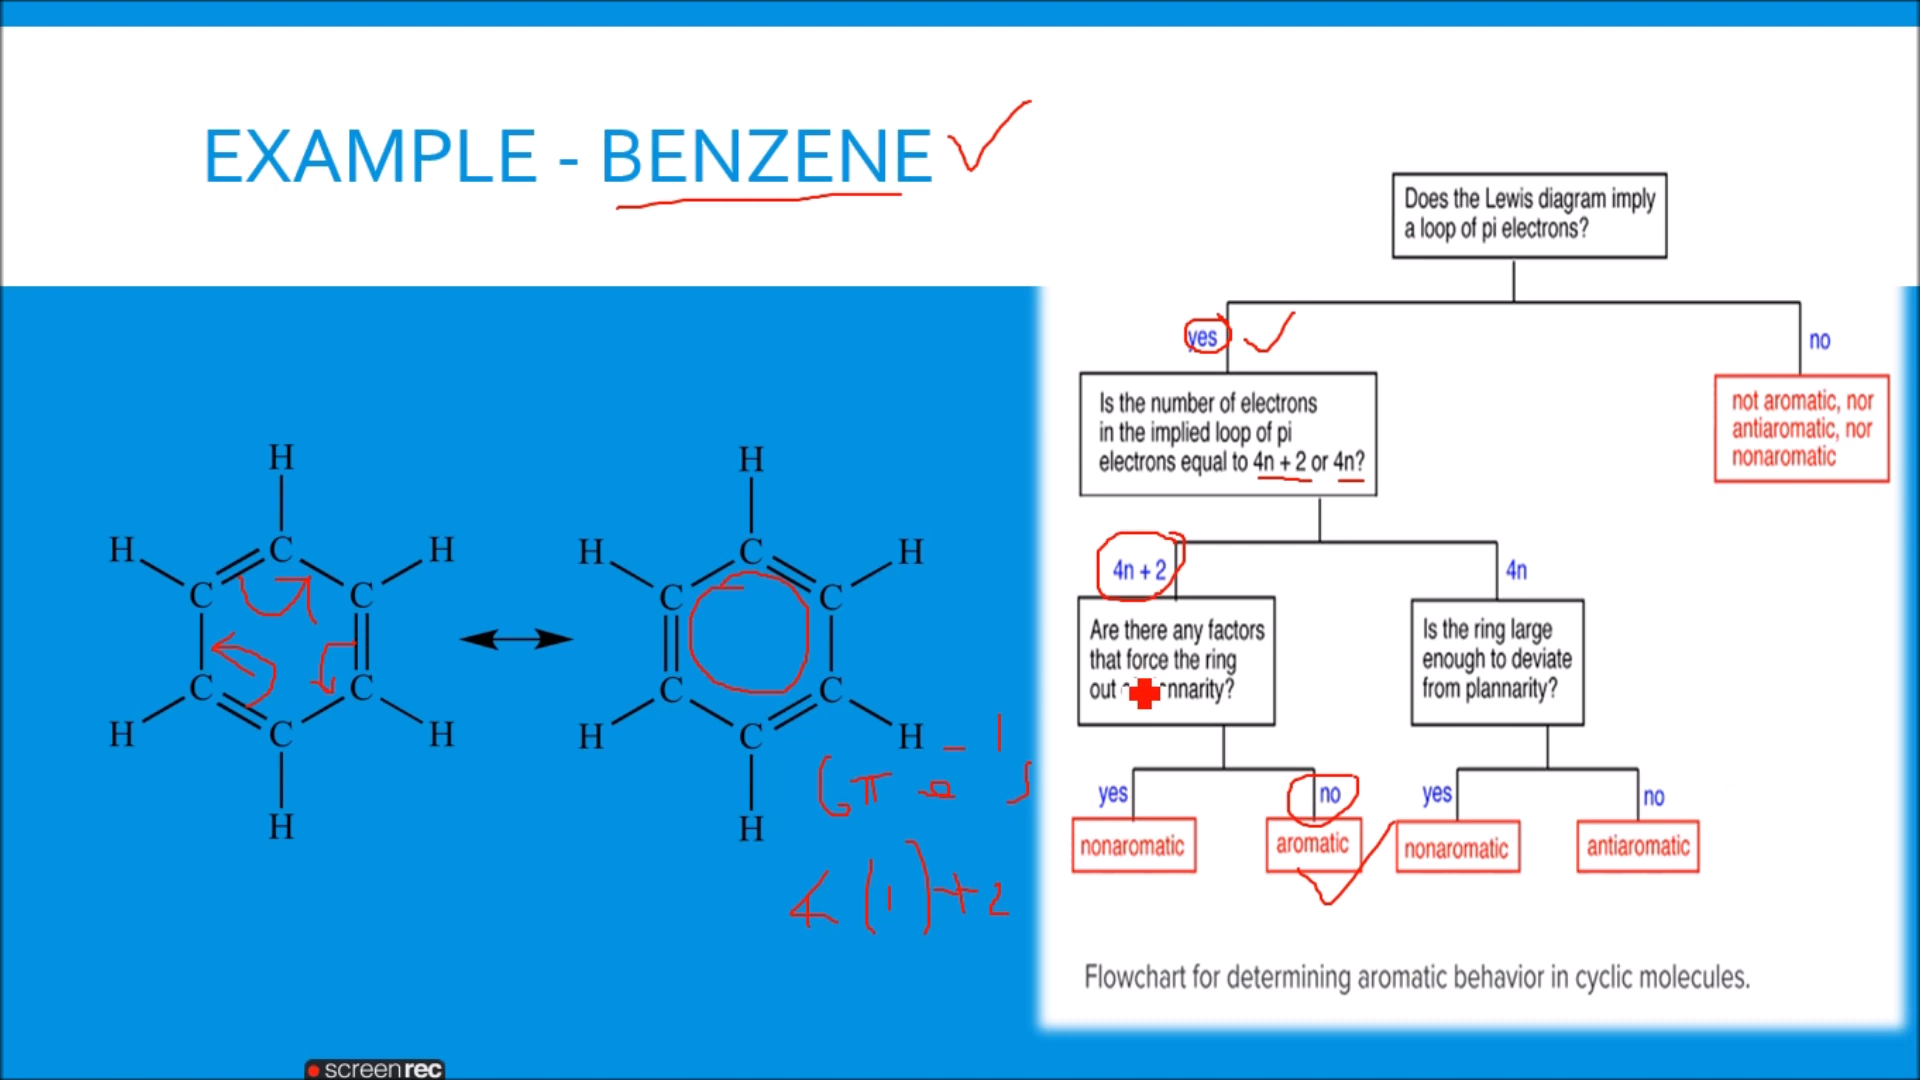 EXAMPLE - BENZENE
Does the Lewis diagram imply
a loop of pi electrons?
yes
no
Is the number of electrons
in the implied loop of pi
electrons equal to 4n + 2 or 4n?
not aromatic, nor
antiaromatic, nor
nonaromatic
4n + 2
4n
Are there any factors
that force the ring
out nnarity?
Is the ring large
enough to deviate
from plannarity?
yes
no
yes
no
nonaromatic
aromatic
nonaromatic
antiaromatic
Flowchart for determining aromatic behavior in cyclic molecules.
H
H C H
C C
C C
H C H
H
H
H C H
C C
C C
H C H
H
6π e⁻
4(1)+2
screenrec